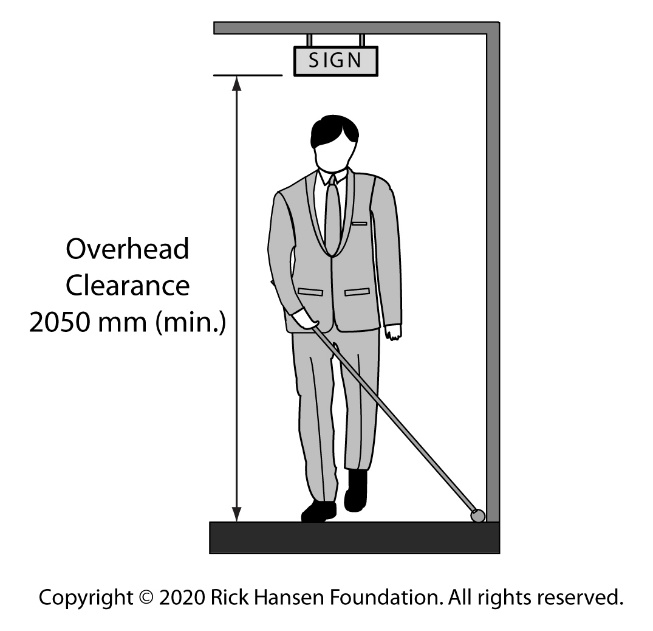 SIGN
Overhead
Clearance
2050 mm (min.)
Copyright © 2020 Rick Hansen Foundation. All rights reserved.